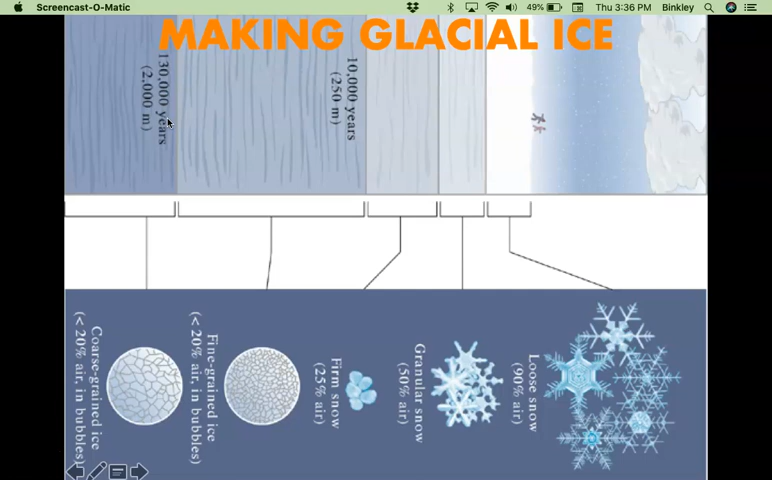 Screencast-O-Matic
49%
Thu 3:36 PM
Binkley
MAKING GLACIAL ICE
10,000 years
(250 m)
130,000 years
(2,000 m)
Loose snow
(90% air)
Granular snow
(50% air)
Firm snow
(25% air)
Fine-grained ice
(< 20% air, in bubbles)
Coarse-grained ice
(< 20% air, in bubbles)